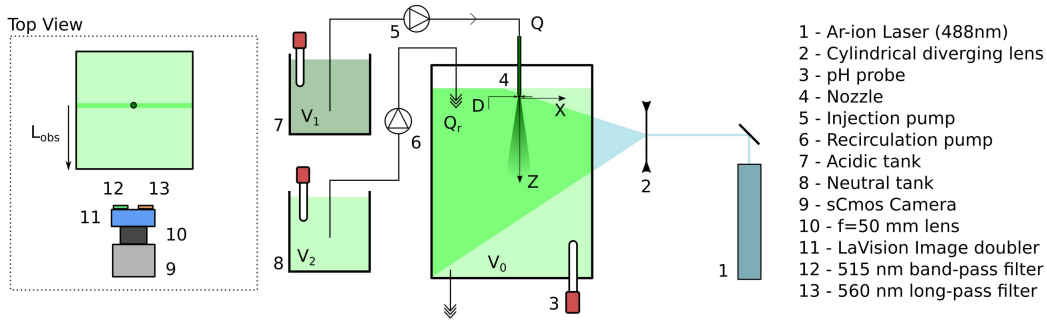 Top View
L_obs
12 13
11
10
9
5
Q
V₁
7
6
Q_r
4
D
X
Z
V₂
8
V₀
3
2
1
1 - Ar-ion Laser (488nm)
2 - Cylindrical diverging lens
3 - pH probe
4 - Nozzle
5 - Injection pump
6 - Recirculation pump
7 - Acidic tank
8 - Neutral tank
9 - sCmos Camera
10 - f=50 mm lens
11 - LaVision Image doubler
12 - 515 nm band-pass filter
13 - 560 nm long-pass filter